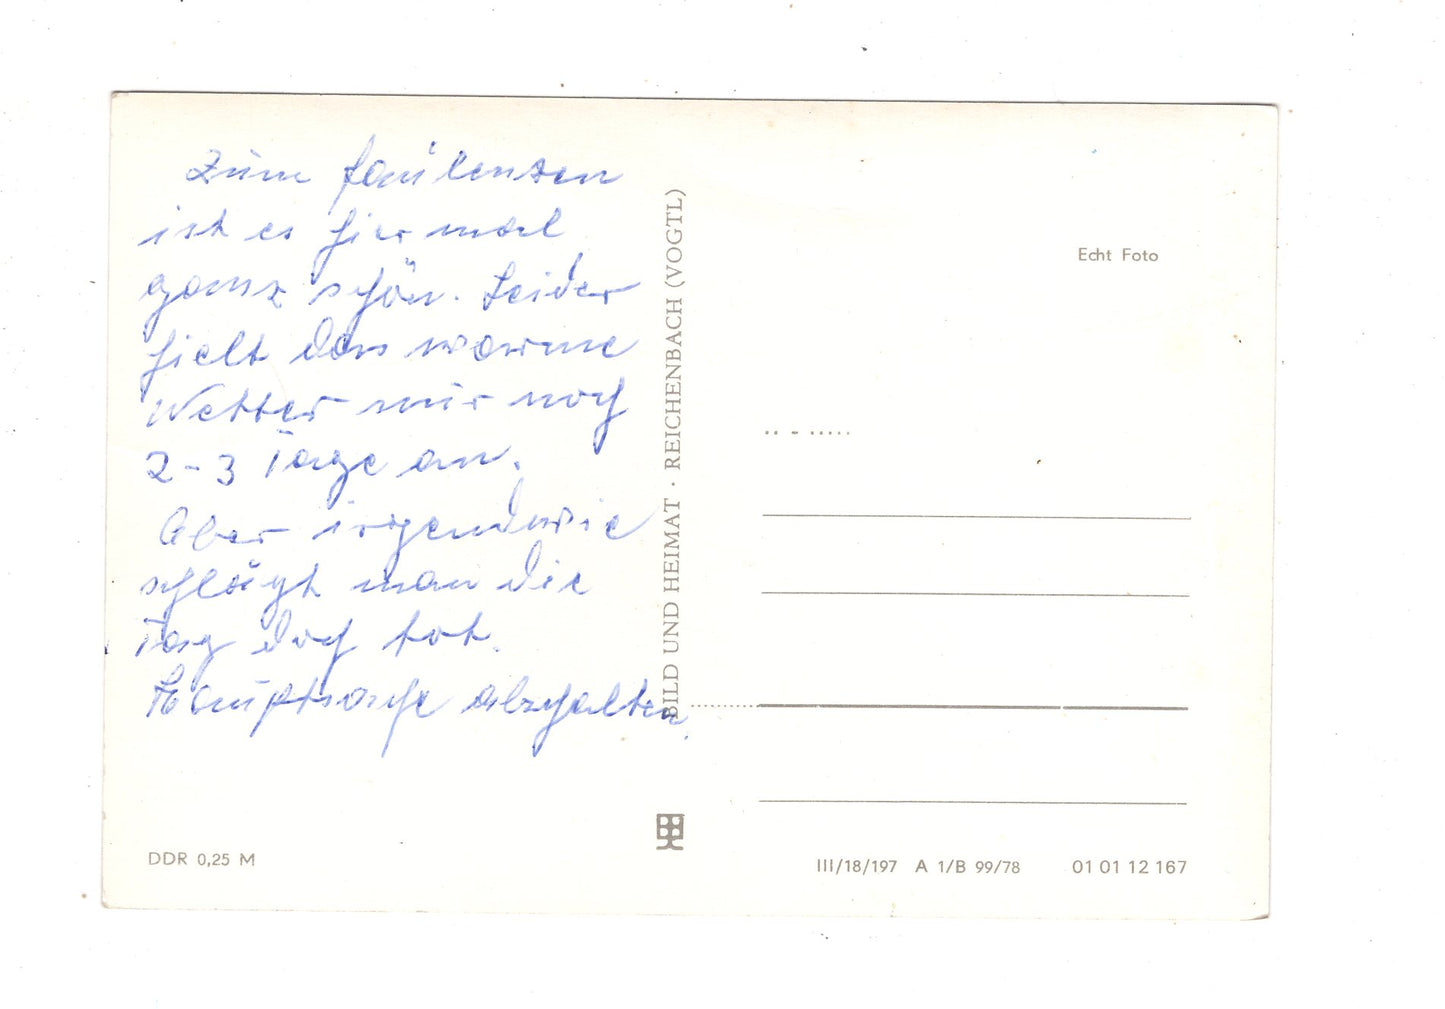 Zum faulenzen
ist es hier mal
ganz schön. Leider
hielt das warme
Wetter nur noch
2-3 Tage an.
Aber irgendwie
schlägt man die
Tag doch tot.
Hauptsache abschalten.
DDR 0,25 M
BILD UND HEIMAT · REICHENBACH (VOGTL)
Echt Foto
III/18/197 A 1/B 99/78 01 01 12 167